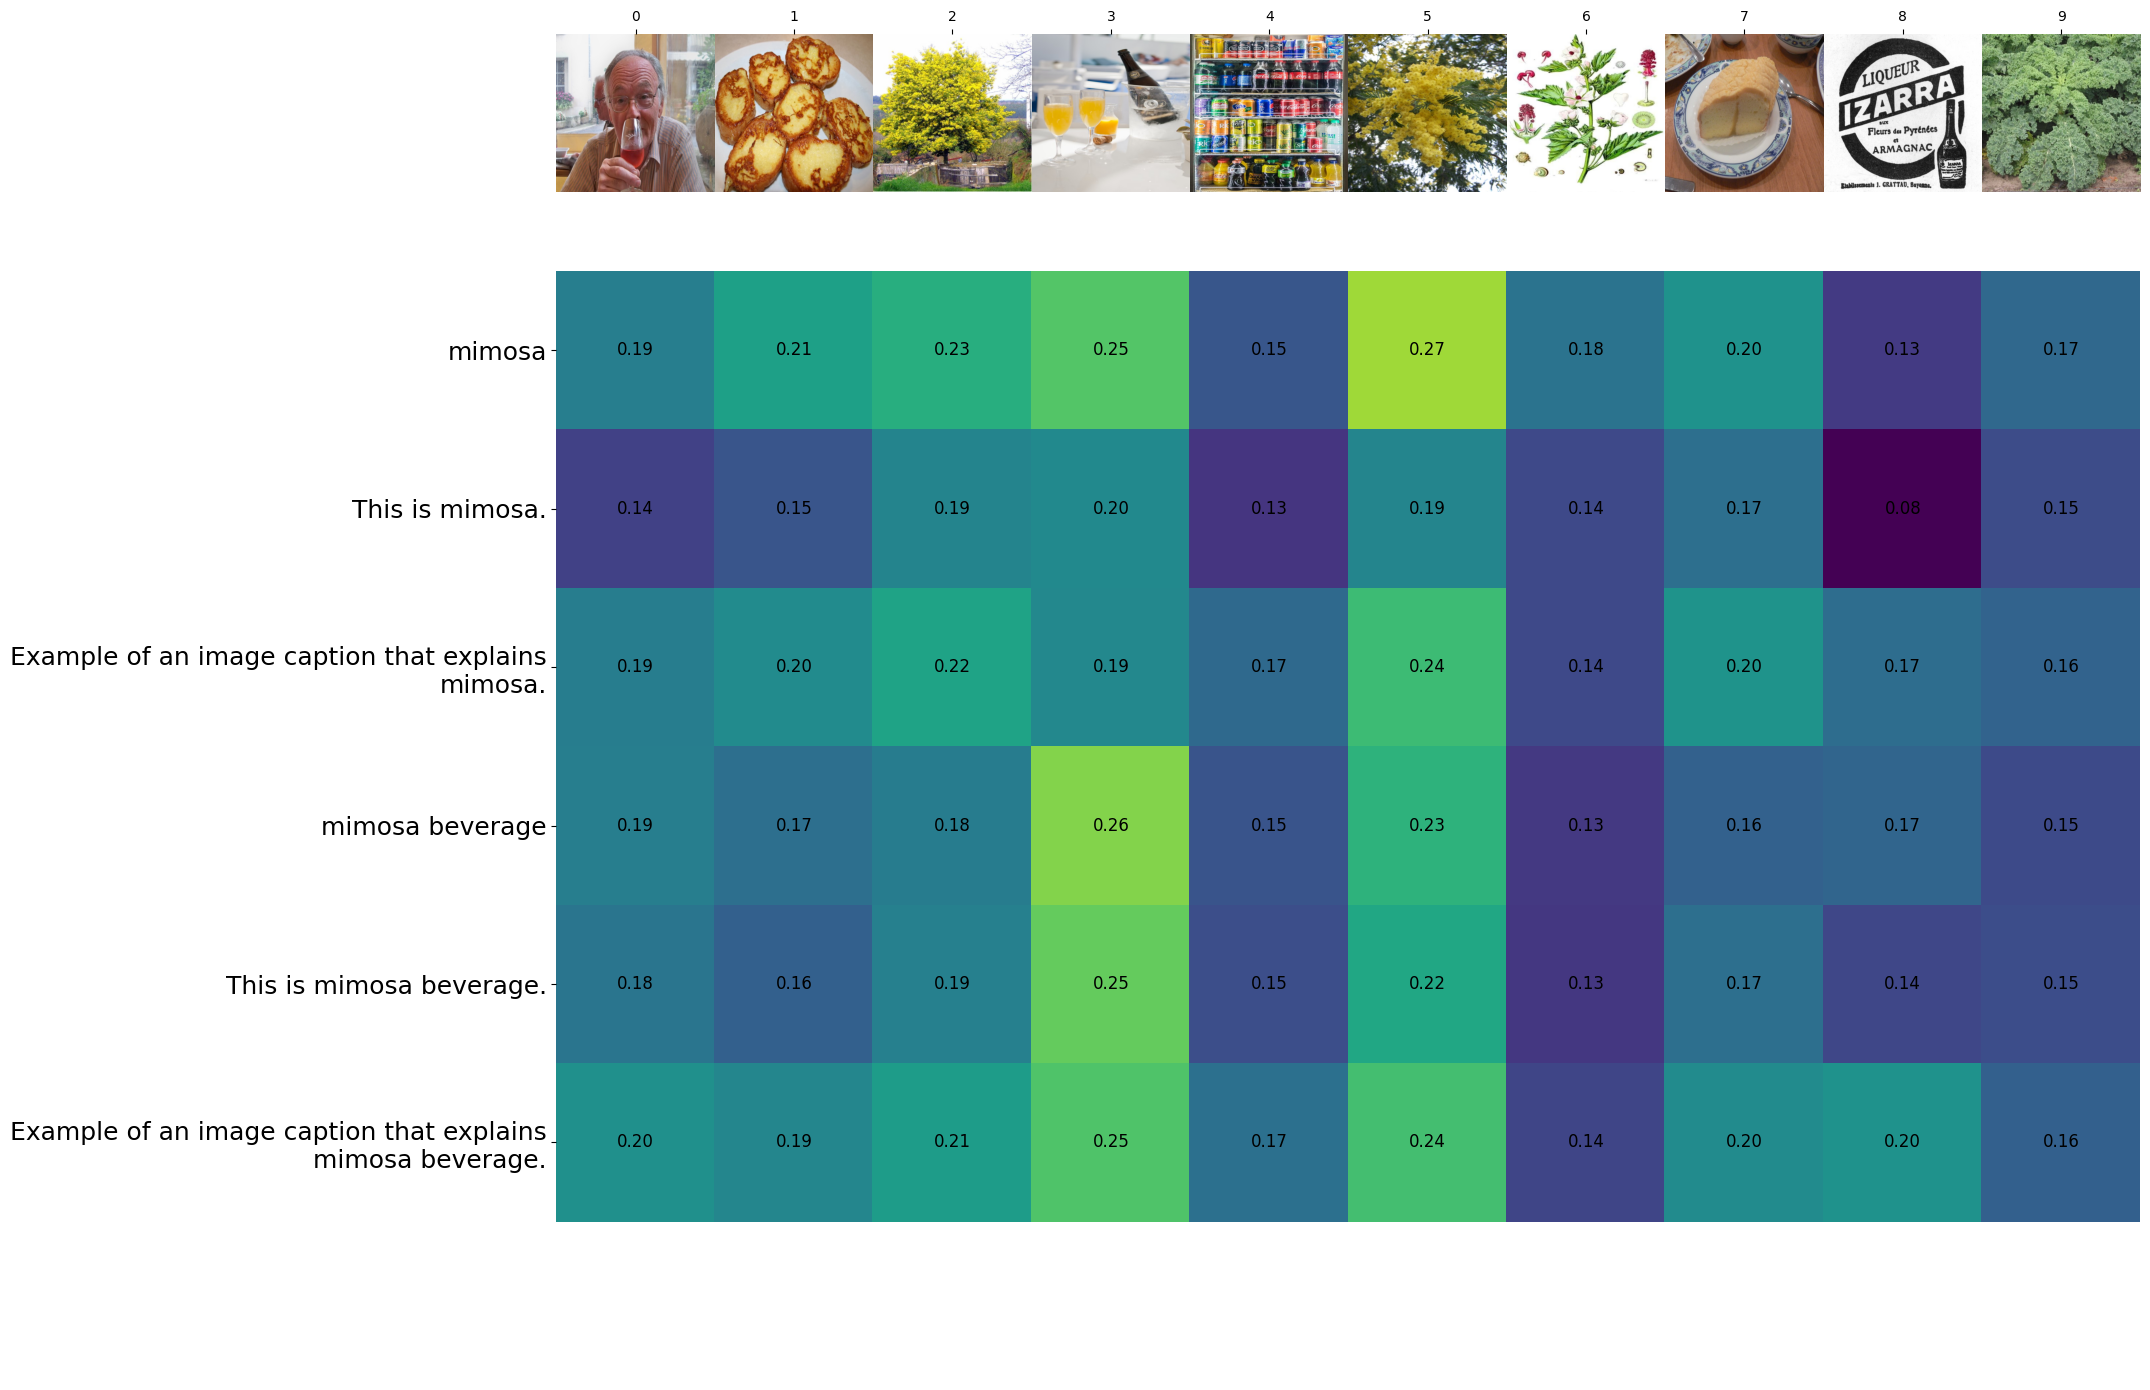 0 1 2 3 4 5 6 7 8 9
LIQUEUR
IZARRA
SUR
Fleurs des Pyrénées
et
ARMAGNAC
Etablissements J. GRATTAU, Bayonne.
mimosa 0.19 0.21 0.23 0.25 0.15 0.27 0.18 0.20 0.13 0.17
This is mimosa. 0.14 0.15 0.19 0.20 0.13 0.19 0.14 0.17 0.08 0.15
Example of an image caption that explains
mimosa. 0.19 0.20 0.22 0.19 0.17 0.24 0.14 0.20 0.17 0.16
mimosa beverage 0.19 0.17 0.18 0.26 0.15 0.23 0.13 0.16 0.17 0.15
This is mimosa beverage. 0.18 0.16 0.19 0.25 0.15 0.22 0.13 0.17 0.14 0.15
Example of an image caption that explains
mimosa beverage. 0.20 0.19 0.21 0.25 0.17 0.24 0.14 0.20 0.20 0.16